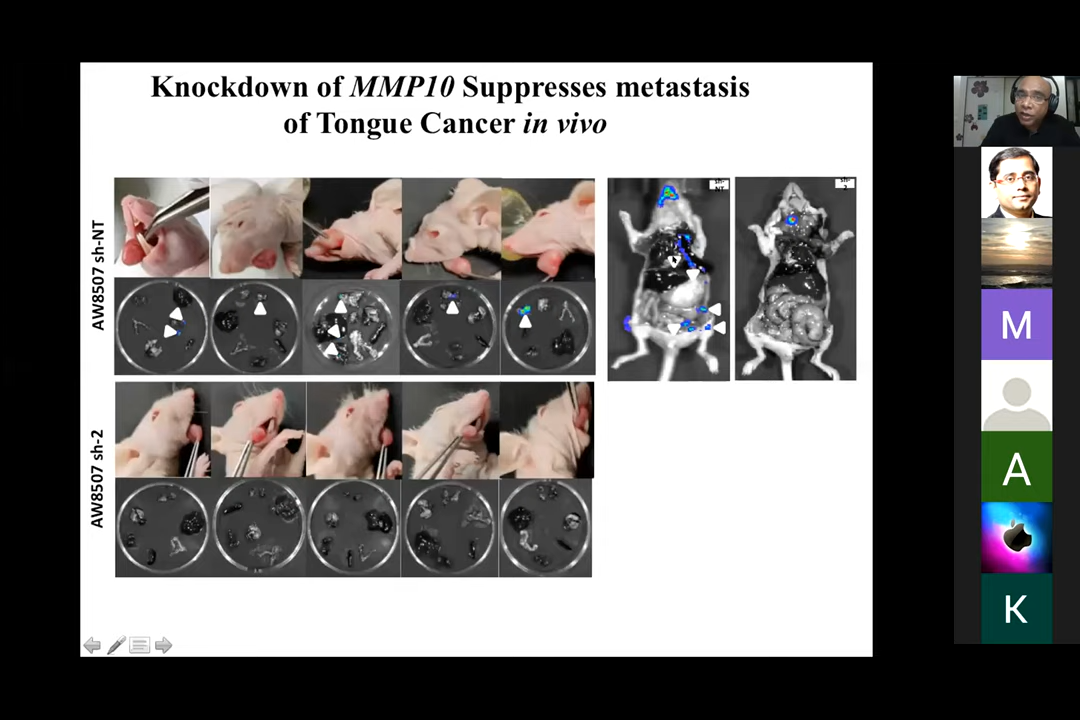 Knockdown of MMP10 Suppresses metastasis
of Tongue Cancer in vivo
AW8507 sh-NT
AW8507 sh-2
M
A
K